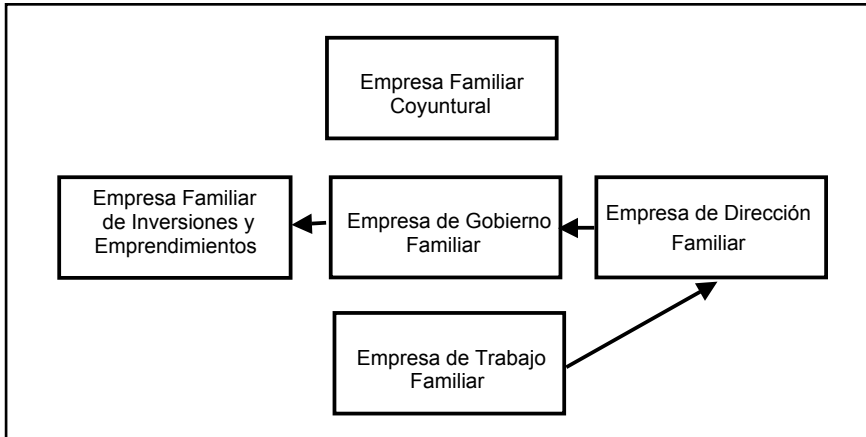 Empresa Familiar
Coyuntural
Empresa Familiar
de Inversiones y
Emprendimientos
Empresa de Gobierno
Familiar
Empresa de Dirección
Familiar
Empresa de Trabajo
Familiar